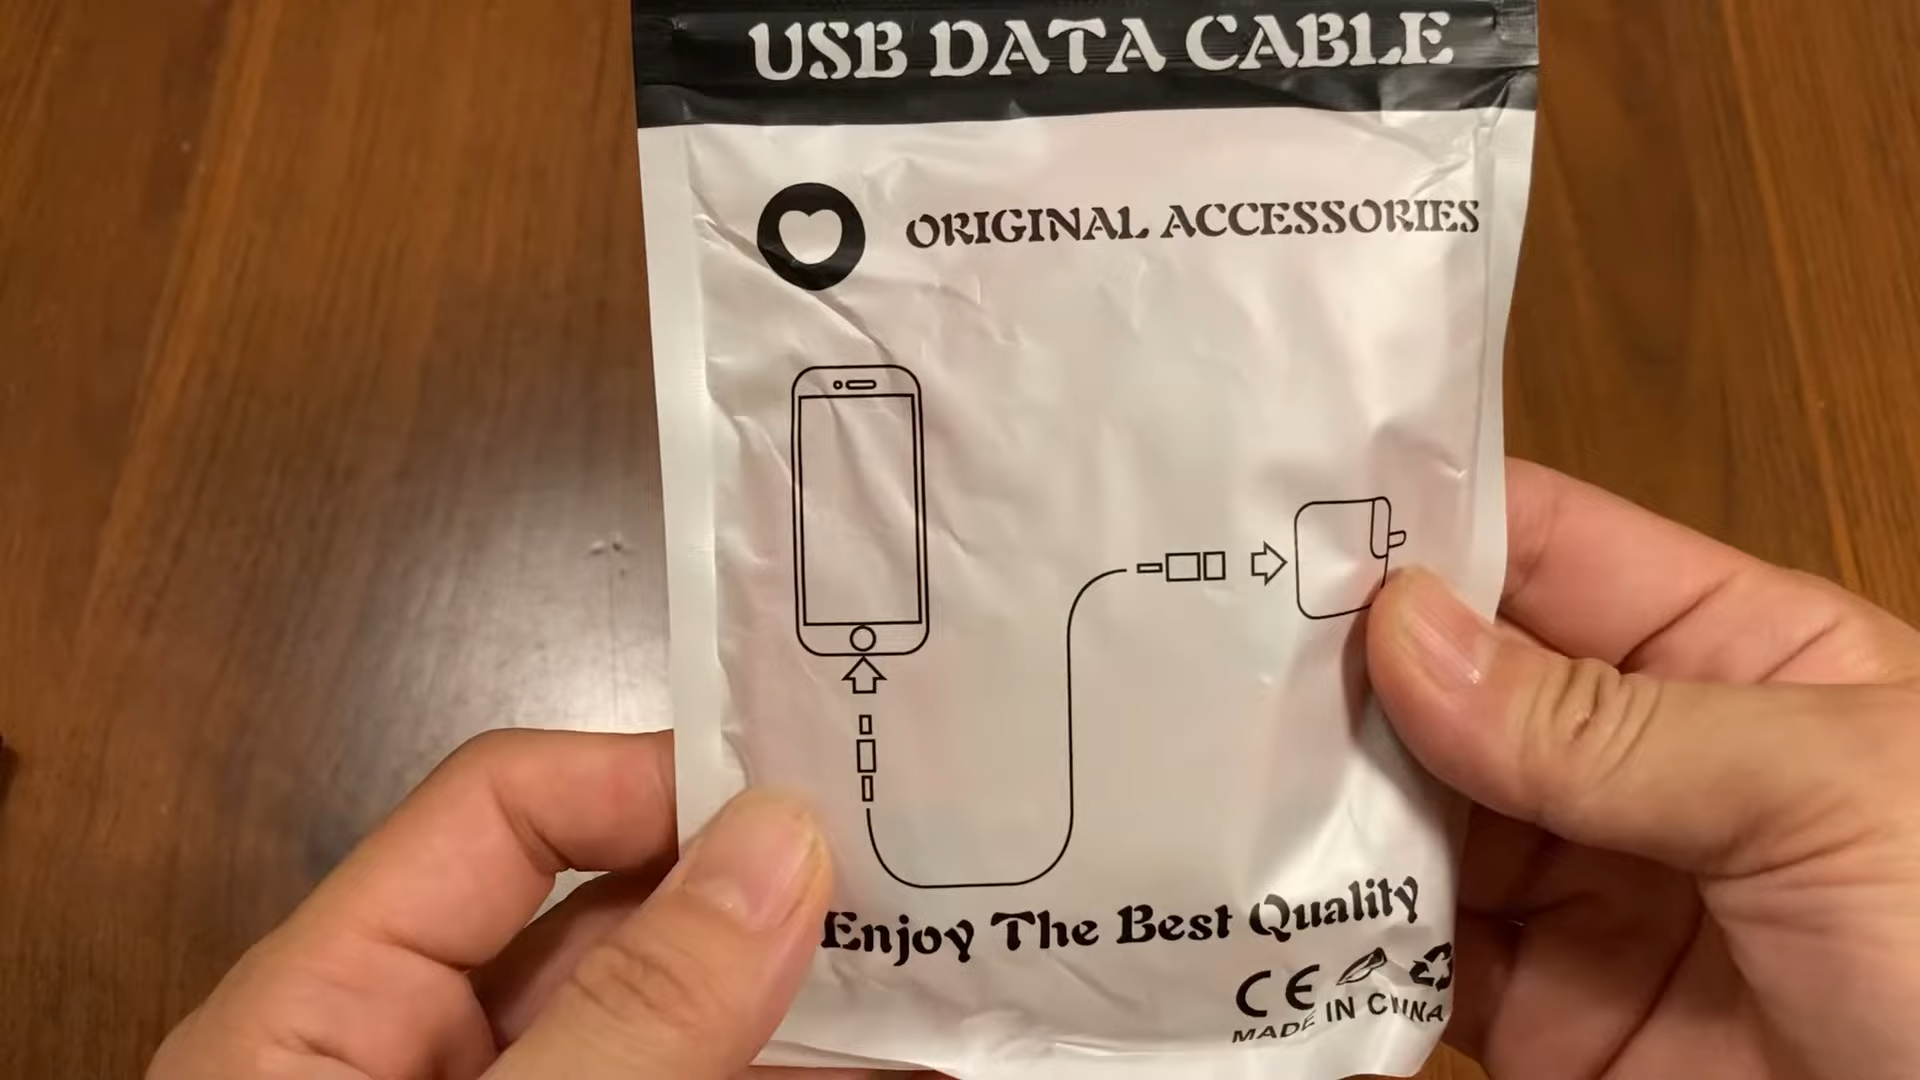 USB DATA CABLE
ORIGINAL ACCESSORIES
Enjoy The Best Quality
CE
MADE IN CHINA